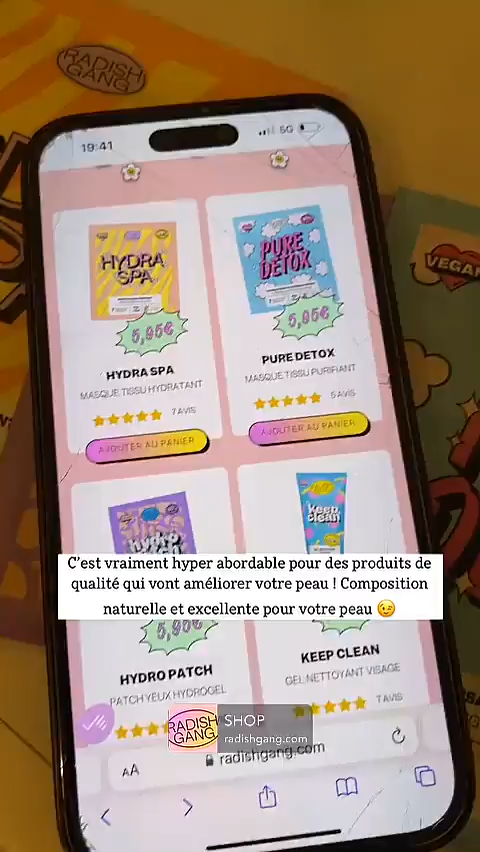 RADISH
GANG
19:41
5G
VEGAN
HYDRA
SPA
PURE
DETOX
5,95€
5,95€
HYDRA SPA
MASQUE TISSU HYDRATANT
7 AVIS
AJOUTER AU PANIER
PURE DETOX
MASQUE TISSU PURIFIANT
5 AVIS
AJOUTER AU PANIER
hydro
Keep
clean
C’est vraiment hyper abordable pour des produits de
qualité qui vont améliorer votre peau ! Composition
naturelle et excellente pour votre peau 😉
5,95€
HYDRO PATCH
PATCH YEUX HYDROGEL
KEEP CLEAN
GEL NETTOYANT VISAGE
7 AVIS
RADISH
GANG
SHOP
radishgang.com
AA
radishgang.com